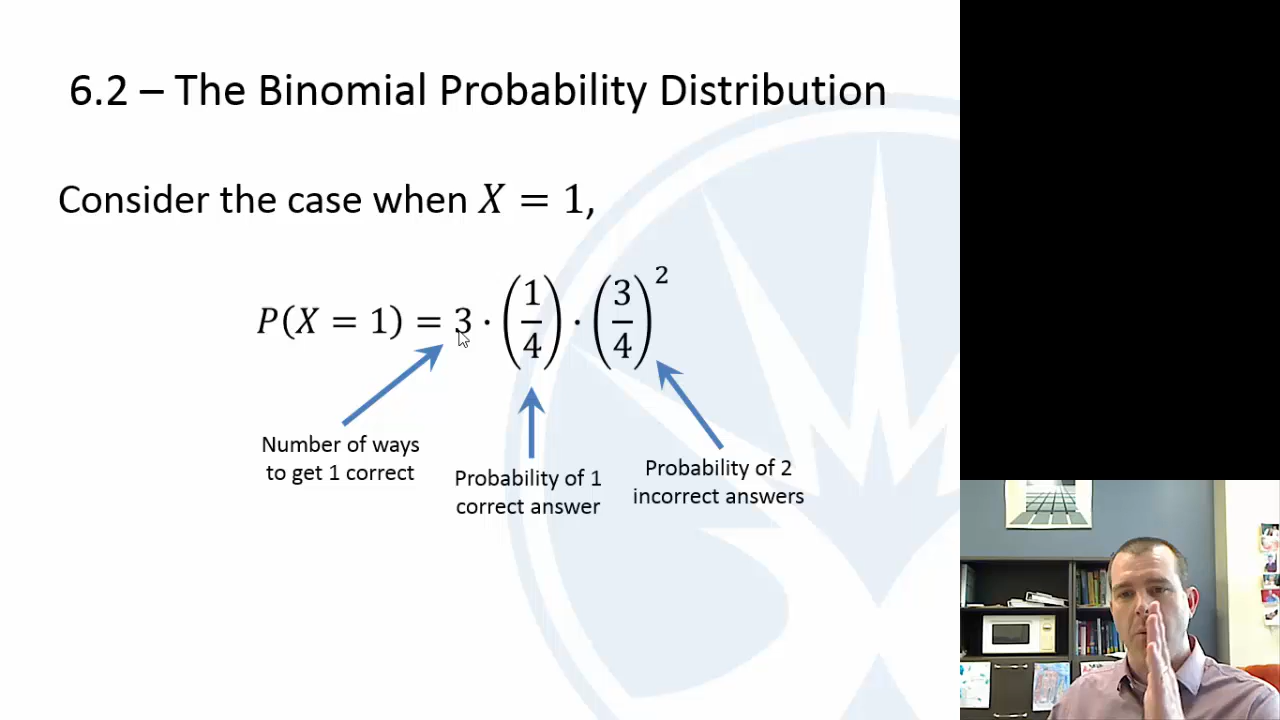 6.2 – The Binomial Probability Distribution
Consider the case when X = 1,
P(X = 1) = 3 · (1/4) · (3/4)²
Number of ways
to get 1 correct
Probability of 1
correct answer
Probability of 2
incorrect answers